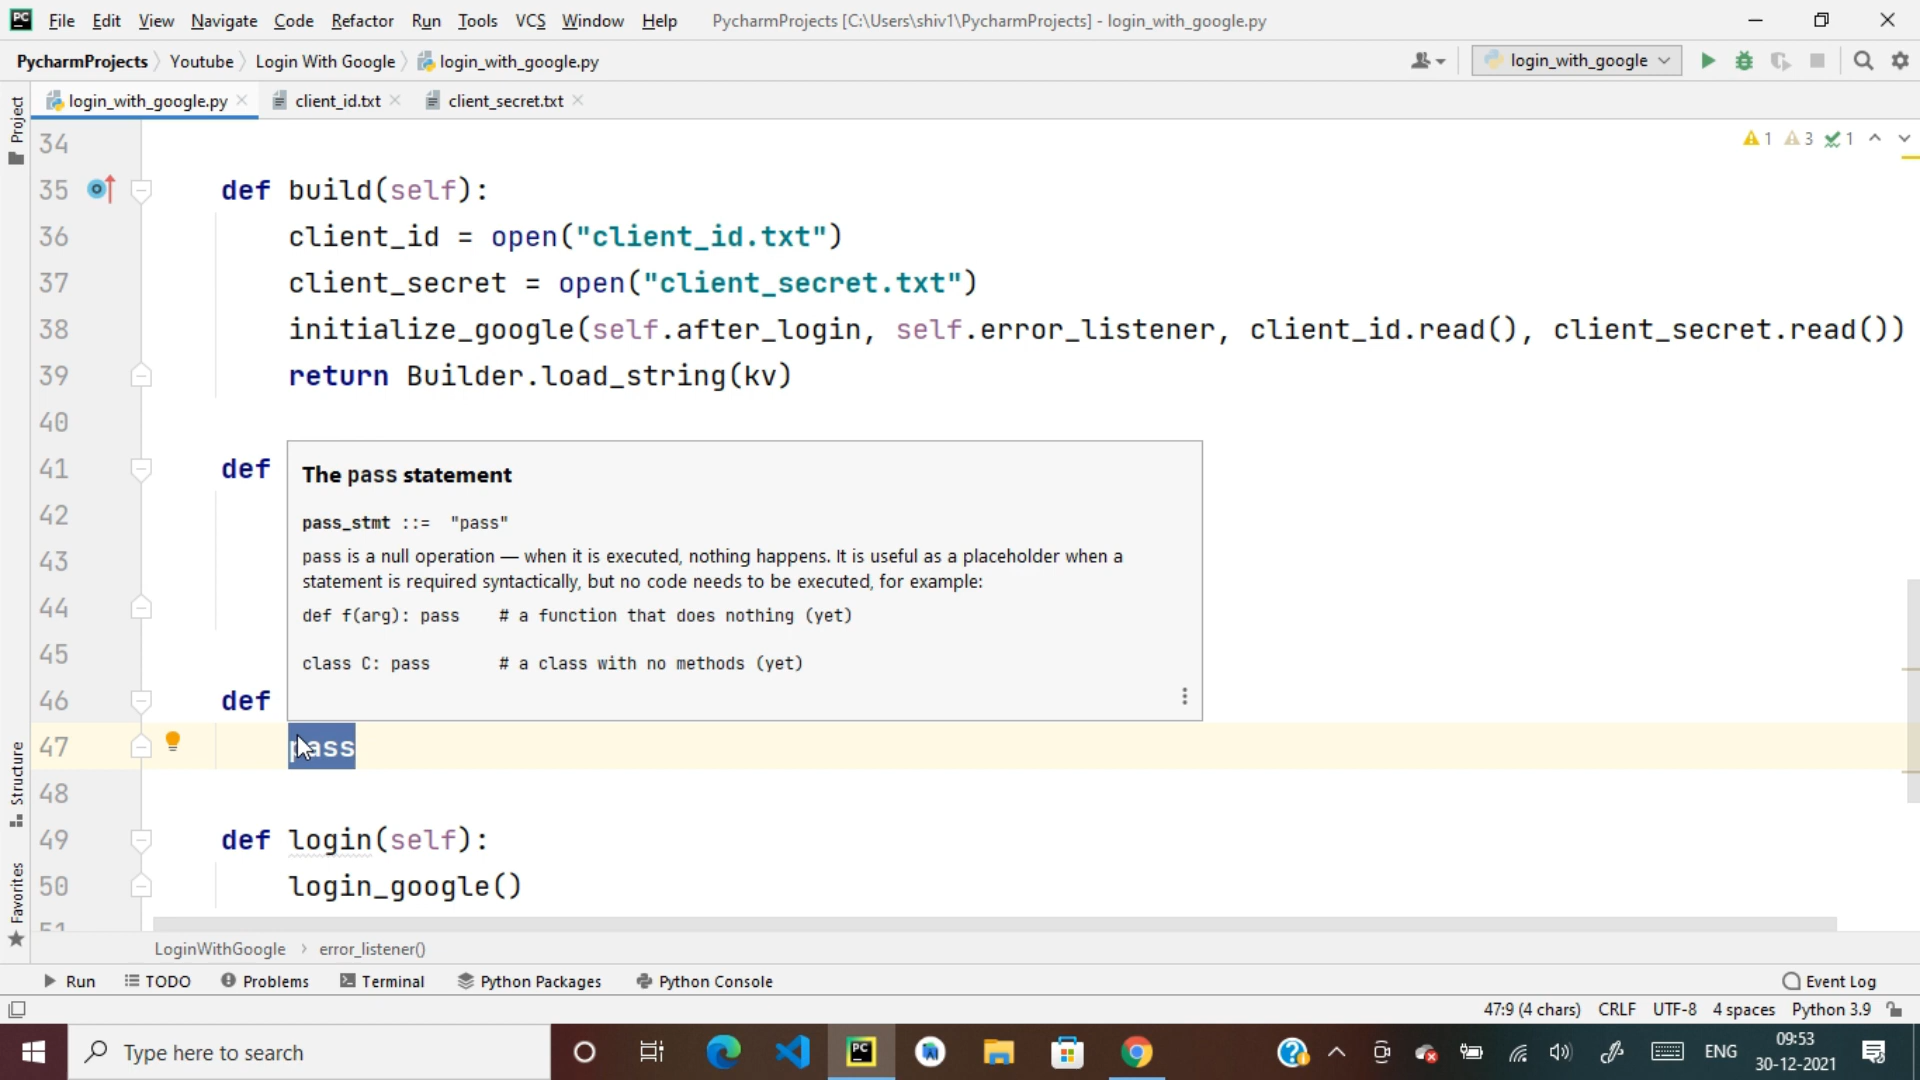 PC File Edit View Navigate Code Refactor Run Tools VCS Window Help PycharmProjects [C:\Users\shiv1\PycharmProjects] - login_with_google.py
PycharmProjects Youtube Login With Google login_with_google.py login_with_google
login_with_google.py client_id.txt client_secret.txt
Project
1 3 1
34
35 def build(self):
36 client_id = open("client_id.txt")
37 client_secret = open("client_secret.txt")
38 initialize_google(self.after_login, self.error_listener, client_id.read(), client_secret.read())
39 return Builder.load_string(kv)
40
41 def
42
43
44
45
46 def
The pass statement
pass_stmt ::= "pass"
pass is a null operation — when it is executed, nothing happens. It is useful as a placeholder when a
statement is required syntactically, but no code needs to be executed, for example:
def f(arg): pass # a function that does nothing (yet)
class C: pass # a class with no methods (yet)
47 pass
48
49 def login(self):
50 login_google()
51
Structure
Favorites
LoginWithGoogle error_listener()
Run TODO Problems Terminal Python Packages Python Console Event Log
47:9 (4 chars) CRLF UTF-8 4 spaces Python 3.9
Type here to search PC ENG 09:53
30-12-2021